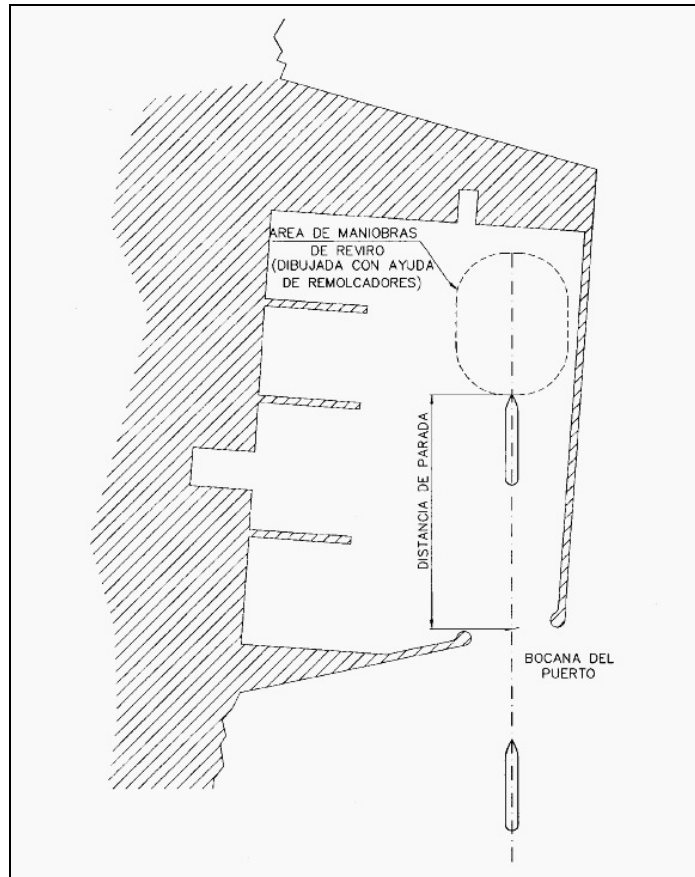 AREA DE MANIOBRAS
DE REVIRO
(DIBUJADA CON AYUDA
DE REMOLCADORES)
DISTANCIA DE PARADA
BOCANA DEL
PUERTO